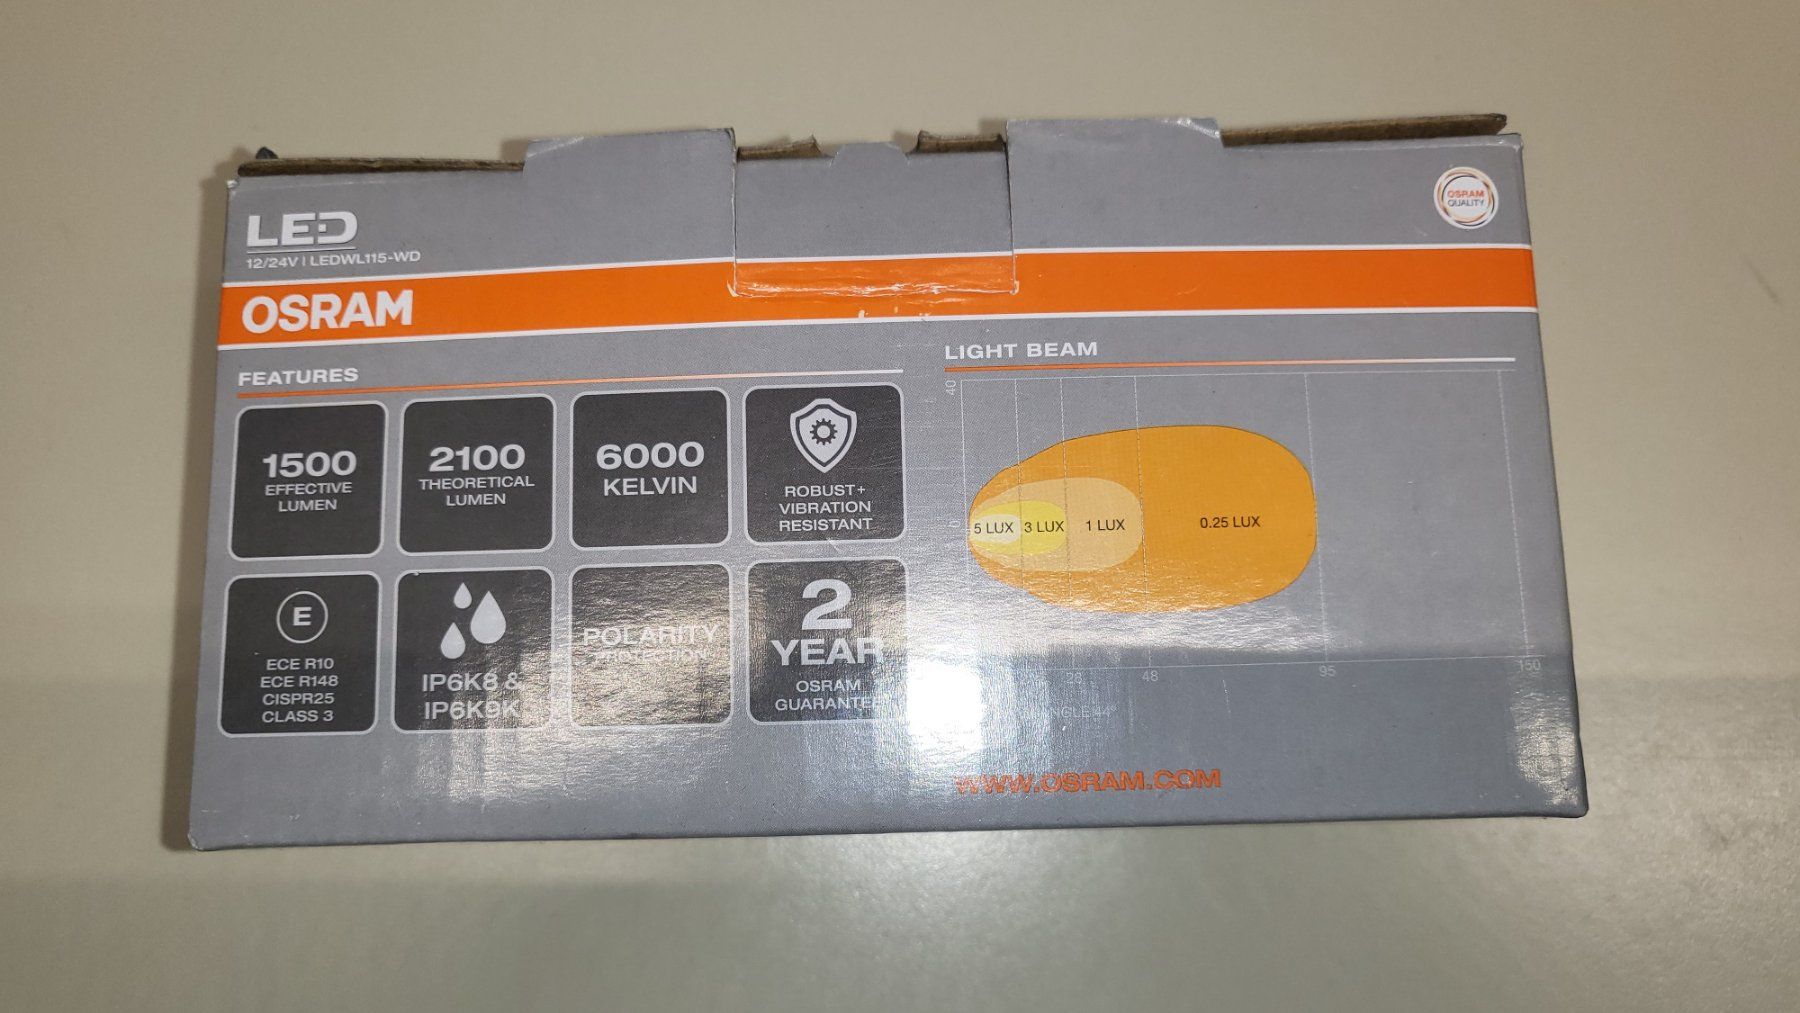 LED
12/24V | LEDWL115-WD
OSRAM
QUALITY
OSRAM
FEATURES
1500
EFFECTIVE
LUMEN
2100
THEORETICAL
LUMEN
6000
KELVIN
ROBUST+
VIBRATION
RESISTANT
E
ECE R10
ECE R148
CISPR25
CLASS 3
IP6K8 &
IP6K9K
POLARITY
PROTECTION
2
YEAR
OSRAM
GUARANTEE
LIGHT BEAM
40
0
5 LUX 3 LUX 1 LUX 0.25 LUX
28 48 95 150
44°
WWW.OSRAM.COM